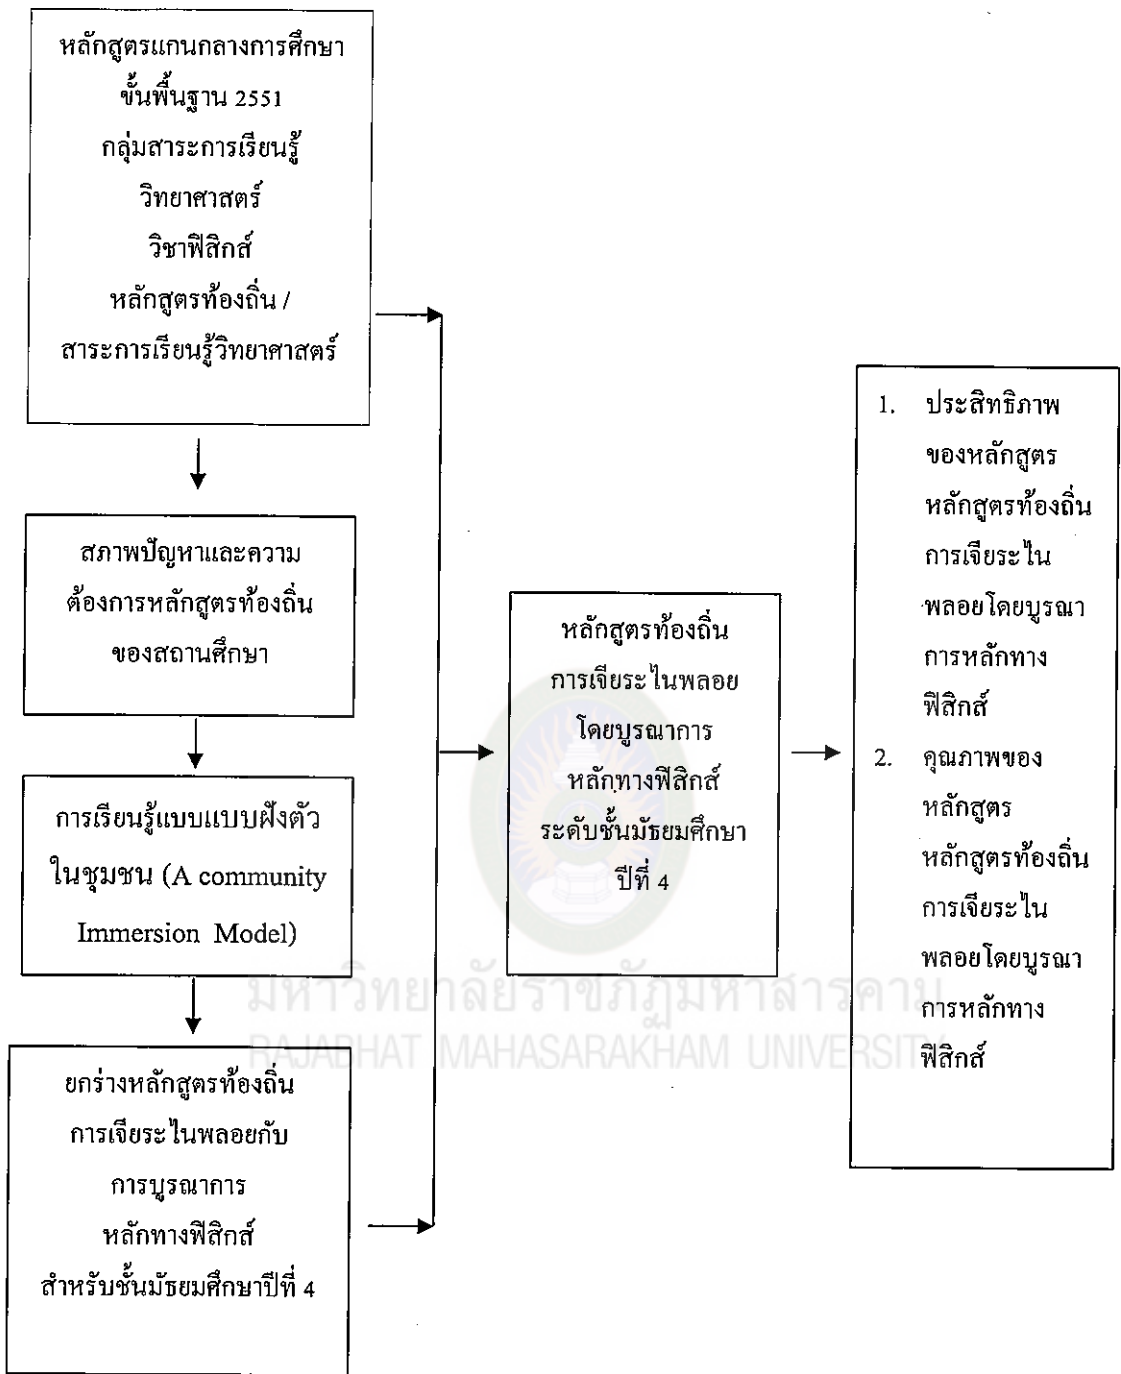 หลักสูตรแกนกลางการศึกษา
ขั้นพื้นฐาน 2551
กลุ่มสาระการเรียนรู้
วิทยาศาสตร์
วิชาฟิสิกส์
หลักสูตรท้องถิ่น /
สาระการเรียนรู้วิทยาศาสตร์
สภาพปัญหาและความ
ต้องการหลักสูตรท้องถิ่น
ของสถานศึกษา
การเรียนรู้แบบแบบฝังตัว
ในชุมชน (A community
Immersion Model)
ยกร่างหลักสูตรท้องถิ่น
การเจียระไนพลอยกับ
การบูรณาการ
หลักทางฟิสิกส์
สำหรับชั้นมัธยมศึกษาปีที่ 4
หลักสูตรท้องถิ่น
การเจียระไนพลอย
โดยบูรณาการ
หลักทางฟิสิกส์
ระดับชั้นมัธยมศึกษา
ปีที่ 4
1. ประสิทธิภาพ
ของหลักสูตร
หลักสูตรท้องถิ่น
การเจียระไน
พลอยโดยบูรณา
การหลักทาง
ฟิสิกส์
2. คุณภาพของ
หลักสูตร
หลักสูตรท้องถิ่น
การเจียระไน
พลอยโดยบูรณา
การหลักทาง
ฟิสิกส์
มหาวิทยาลัยราชภัฏมหาสารคาม
RAJABHAT MAHASARAKHAM UNIVERSITY